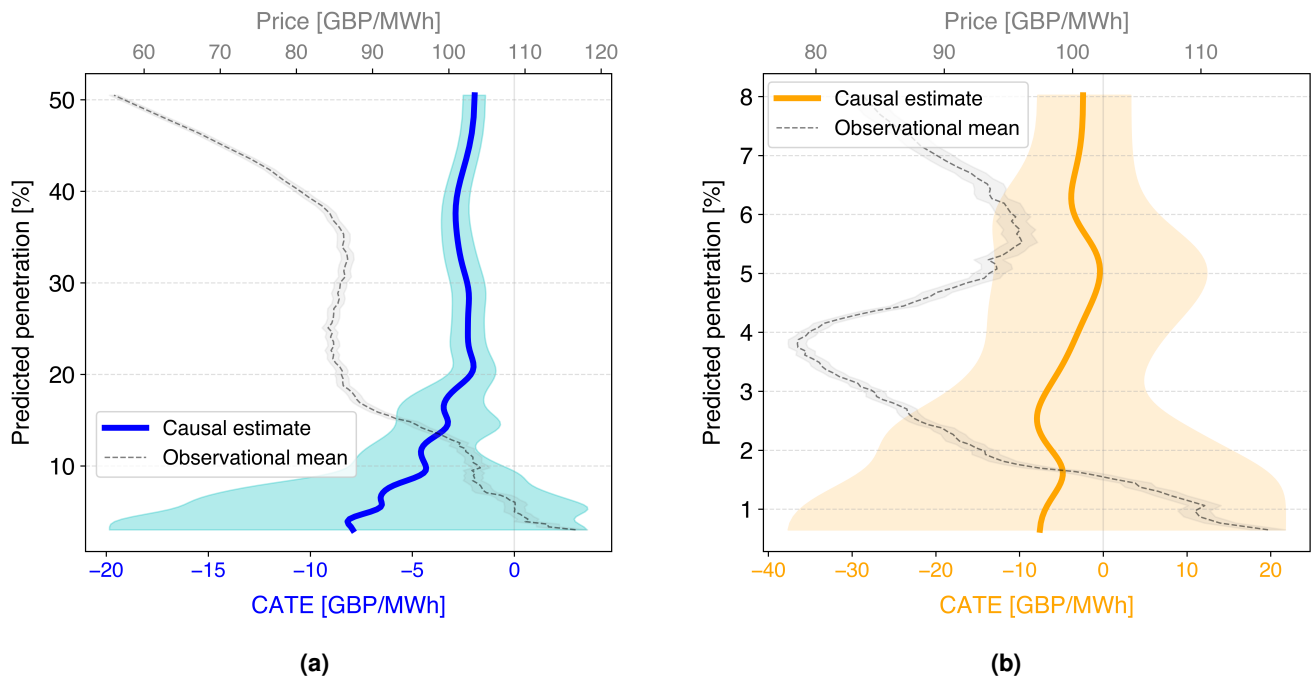 Price [GBP/MWh]
60 70 80 90 100 110 120
Predicted penetration [%]
50
40
30
20
10
Causal estimate
Observational mean
−20 −15 −10 −5 0
CATE [GBP/MWh]
(a)
Price [GBP/MWh]
80 90 100 110
Predicted penetration [%]
8
7
6
5
4
3
2
1
Causal estimate
Observational mean
−40 −30 −20 −10 0 10 20
CATE [GBP/MWh]
(b)